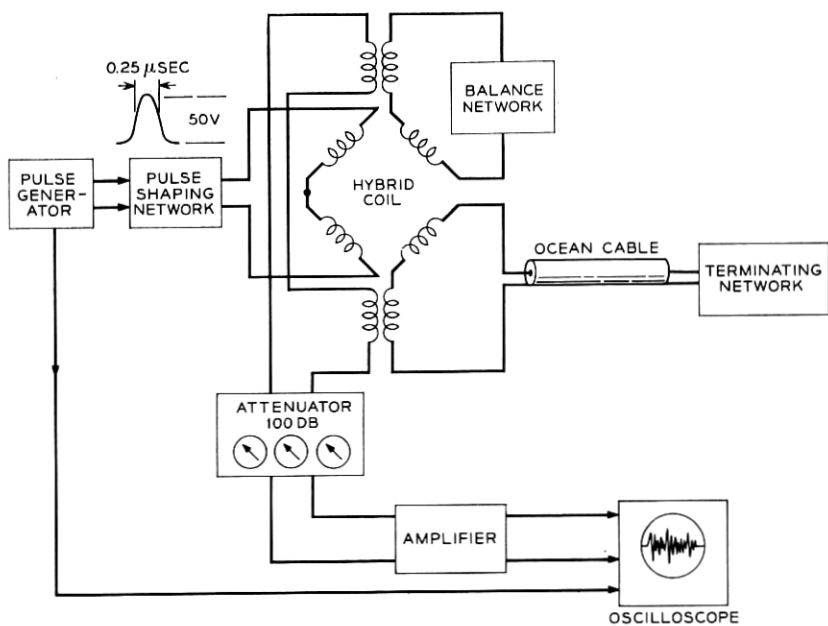 0.25 μSEC
50V
PULSE
GENER-
ATOR
PULSE
SHAPING
NETWORK
HYBRID
COIL
BALANCE
NETWORK
OCEAN CABLE
TERMINATING
NETWORK
ATTENUATOR
100 DB
AMPLIFIER
OSCILLOSCOPE